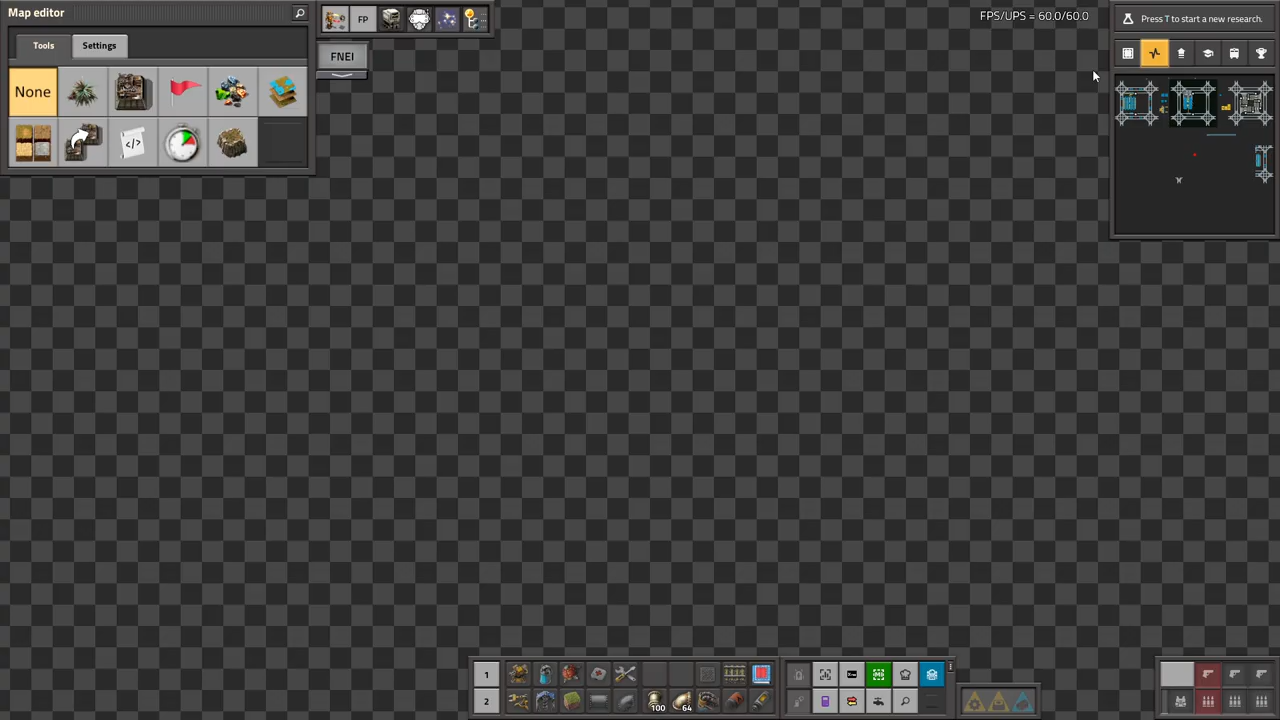 Map editor
FP
FPS/UPS = 60.0/60.0
Press T to start a new research.
Tools
Settings
FNEI
None
</>
1
2
100
64